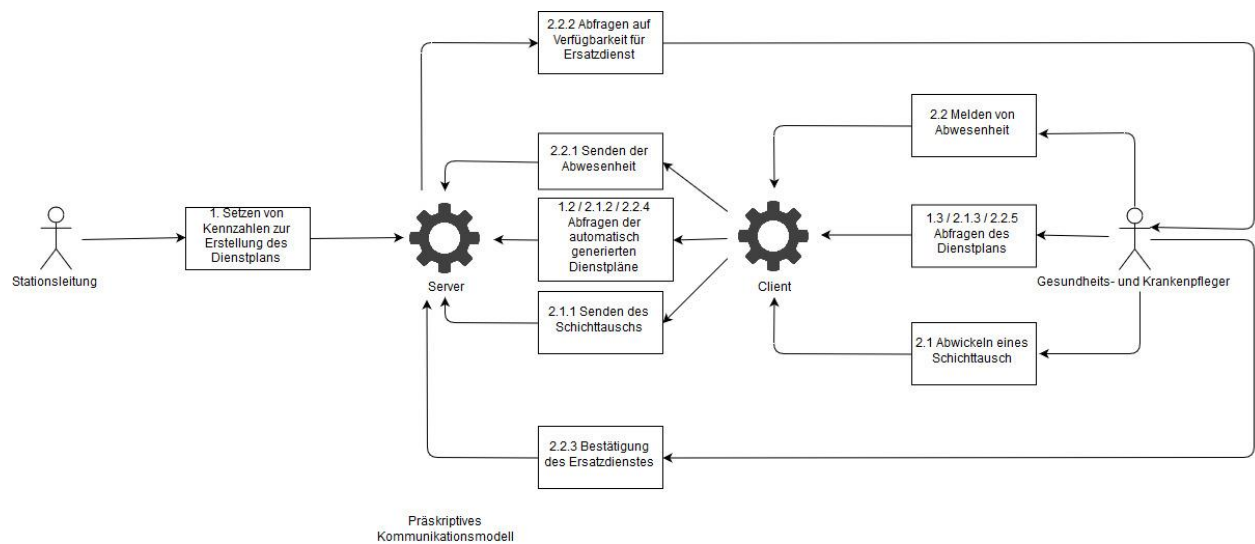 2.2.2 Abfragen auf
Verfügbarkeit für
Ersatzdienst
2.2 Melden von
Abwesenheit
2.2.1 Senden der
Abwesenheit
1. Setzen von
Kennzahlen zur
Erstellung des
Dienstplans
1.2 / 2.1.2 / 2.2.4
Abfragen der
automatisch
generierten
Dienstpläne
1.3 / 2.1.3 / 2.2.5
Abfragen des
Dienstplans
Stationsleitung
Server
Client
Gesundheits- und Krankenpfleger
2.1.1 Senden des
Schichttauschs
2.1 Abwickeln eines
Schichttausch
2.2.3 Bestätigung
des Ersatzdienstes
Präskriptives
Kommunikationsmodell